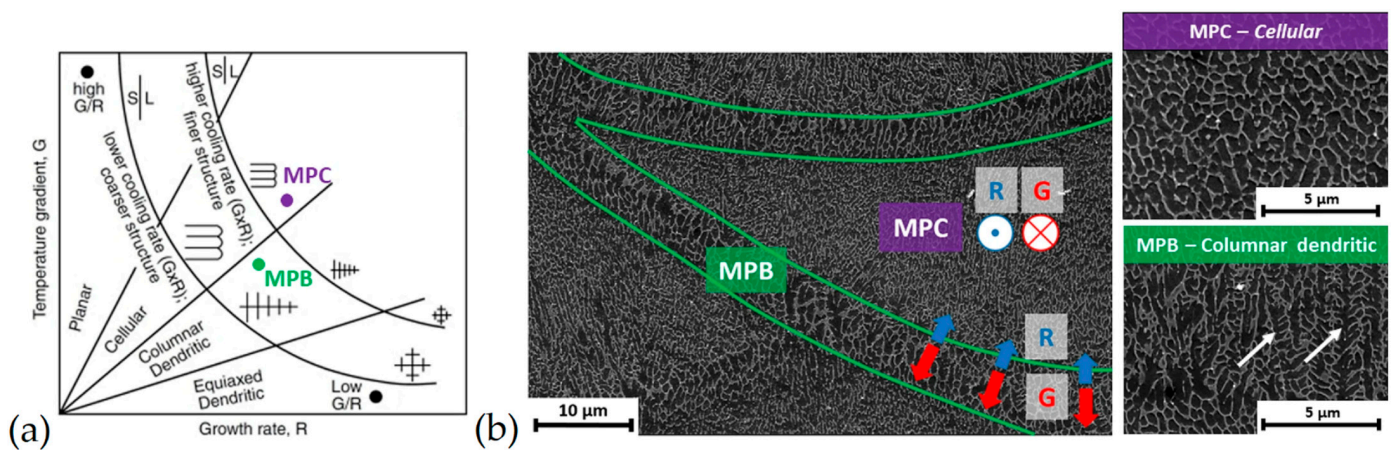 (a)
Temperature gradient, G
Growth rate, R
high
G/R
S|L
S|L
lower cooling rate (GxR);
coarser structure
higher cooling rate (GxR);
finer structure
MPC
MPB
Planar
Cellular
Columnar
Dendritic
Equiaxed
Dendritic
Low
G/R
(b)
R G
MPC
MPB
R
G
10 µm
MPC – Cellular
5 µm
MPB – Columnar dendritic
5 µm